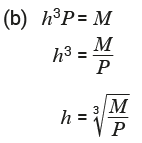 (b) h³P = M
h³ = M/P
h = ∛(M/P)